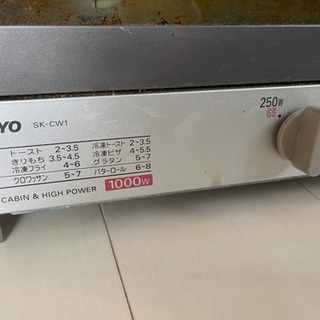 YO SK-CW1
トースト 2~3.5 冷凍トースト 2~3.5
きりもち 3.5~4.5 冷凍ピザ 4~5.5
冷凍フライ 4~6 グラタン 5~7
クロワッサン 5~7 バターロール 6~8
CABIN & HIGH POWER 1000W
250W